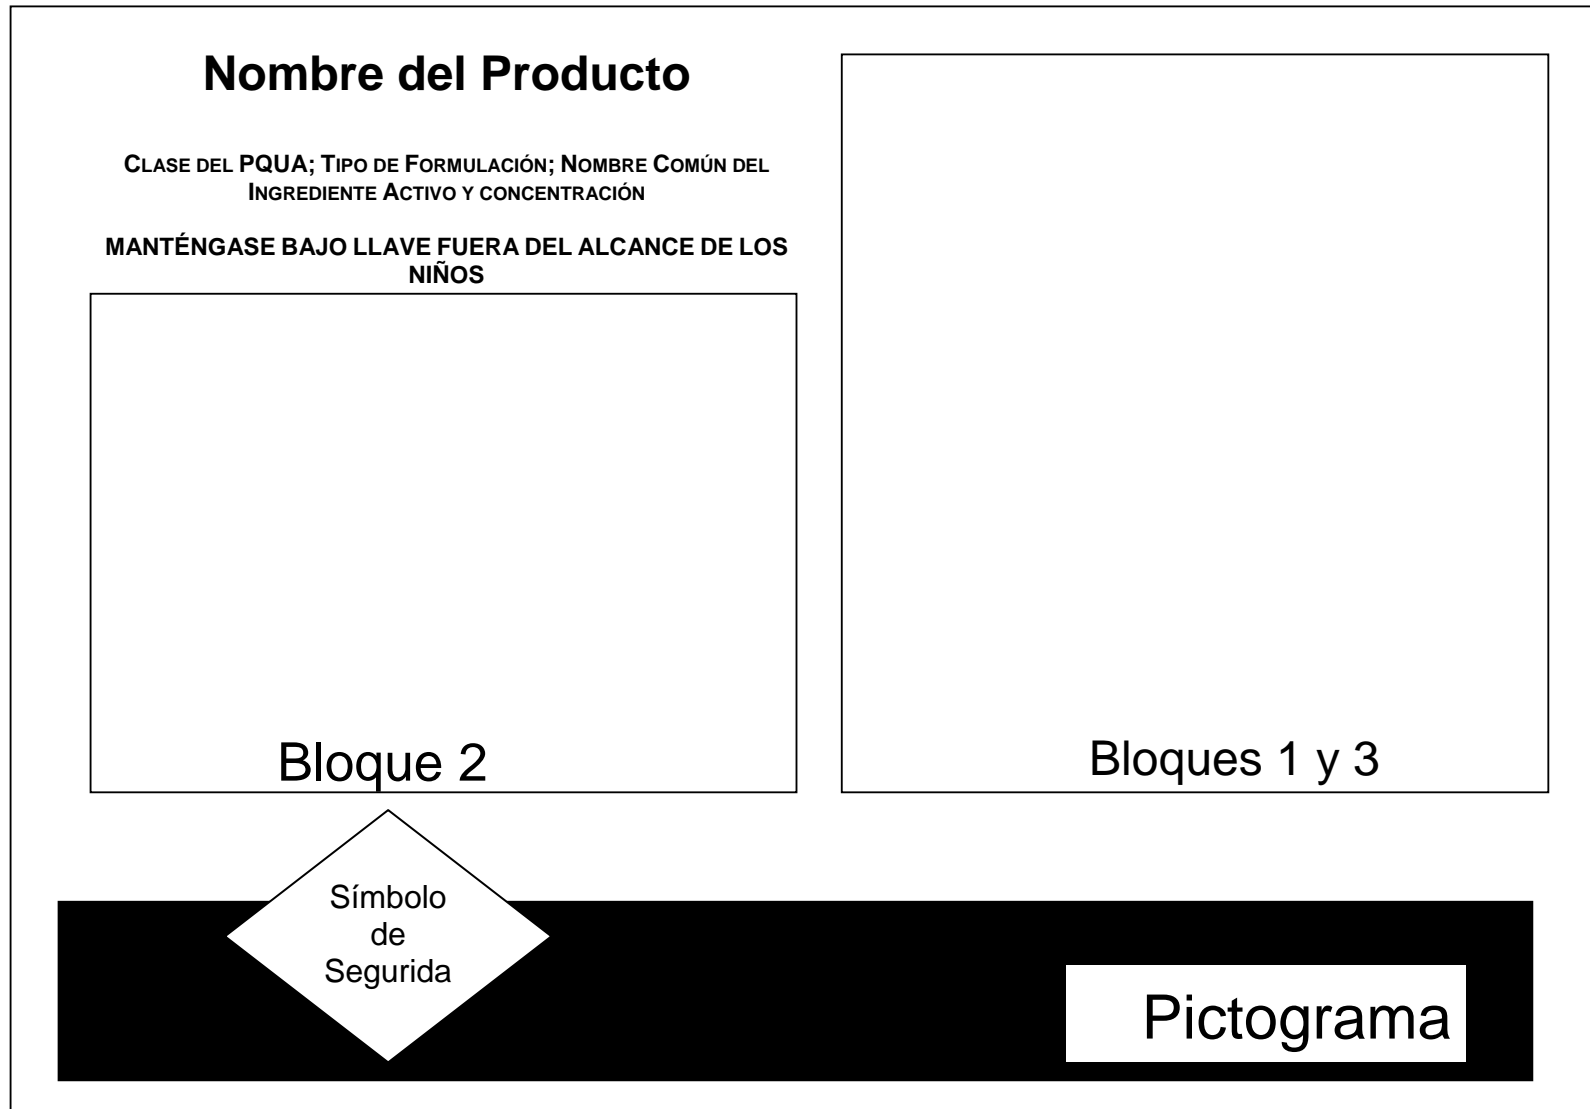 Nombre del Producto
CLASE DEL PQUA; TIPO DE FORMULACIÓN; NOMBRE COMÚN DEL
INGREDIENTE ACTIVO Y CONCENTRACIÓN
MANTÉNGASE BAJO LLAVE FUERA DEL ALCANCE DE LOS
NIÑOS
Bloque 2
Bloques 1 y 3
Símbolo
de
Segurida
Pictograma